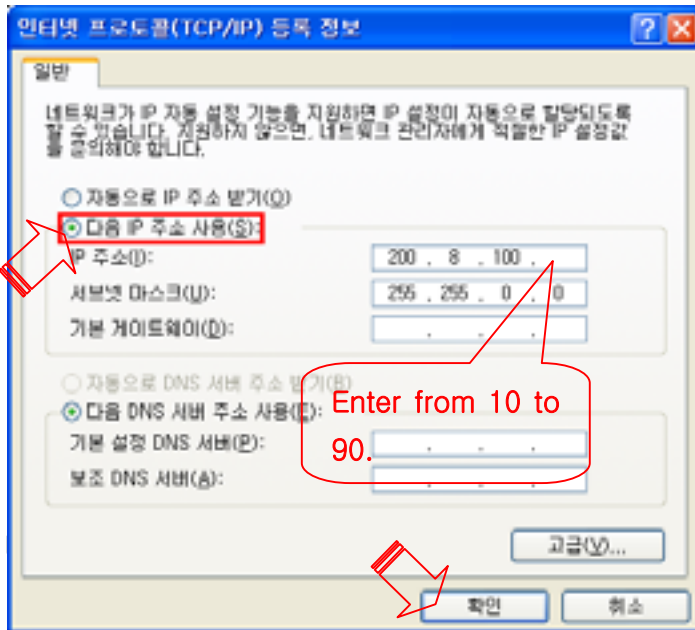 인터넷 프로토콜(TCP/IP) 등록 정보
일반
네트워크가 IP 자동 설정 기능을 지원하면 IP 설정이 자동으로 할당되도록
할 수 있습니다. 지원하지 않으면, 네트워크 관리자에게 적절한 IP 설정값
을 문의해야 합니다.
자동으로 IP 주소 받기(O)
다음 IP 주소 사용(S):
IP 주소(I): 200 . 8 . 100 .
서브넷 마스크(U): 255 . 255 . 0 . 0
기본 게이트웨이(D): . . .
자동으로 DNS 서버 주소 받기(B)
다음 DNS 서버 주소 사용(E):
Enter from 10 to
90.
기본 설정 DNS 서버(P): . . .
보조 DNS 서버(A): . . .
고급(V)...
확인 취소